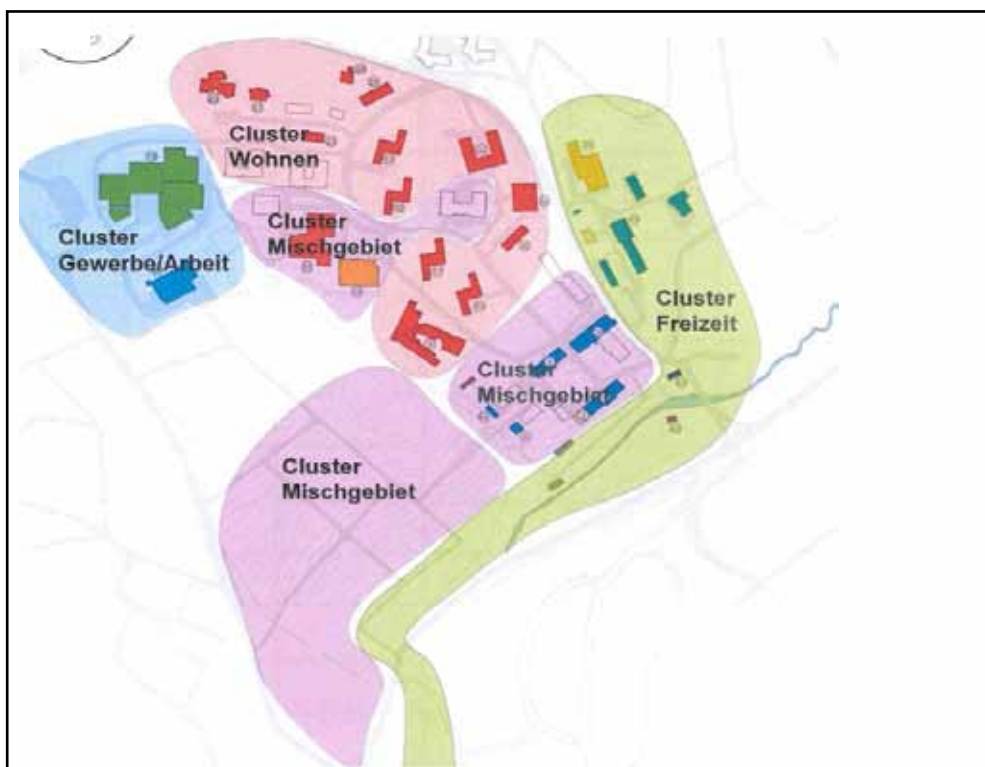 Cluster
Wohnen
Cluster
Mischgebiet
Cluster
Gewerbe/Arbeit
Cluster
Freizeit
Cluster
Mischgebiet
Cluster
Mischgebiet